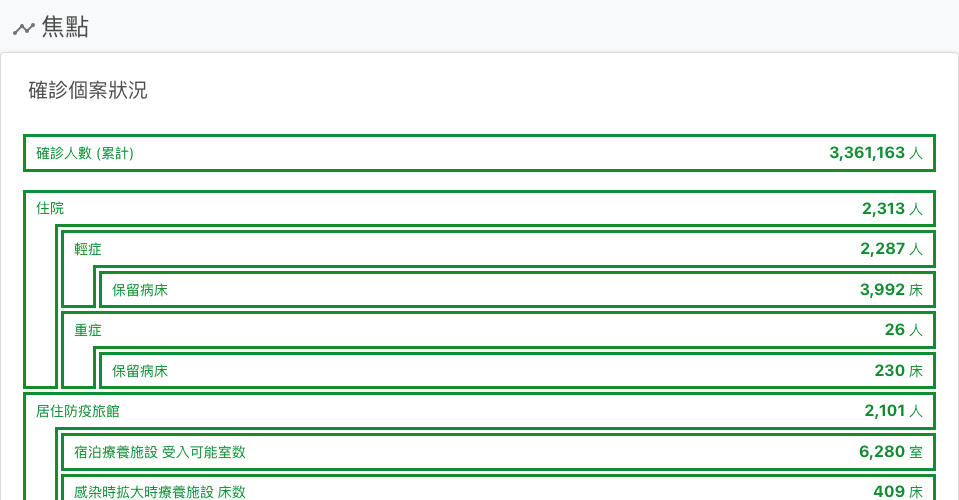 焦點
確診個案狀況
確診人數 (累計) 3,361,163 人
住院 2,313 人
輕症 2,287 人
保留病床 3,992 床
重症 26 人
保留病床 230 床
居住防疫旅館 2,101 人
宿泊療養施設 受入可能室数 6,280 室
感染時拡大時療養施設 床数 409 床